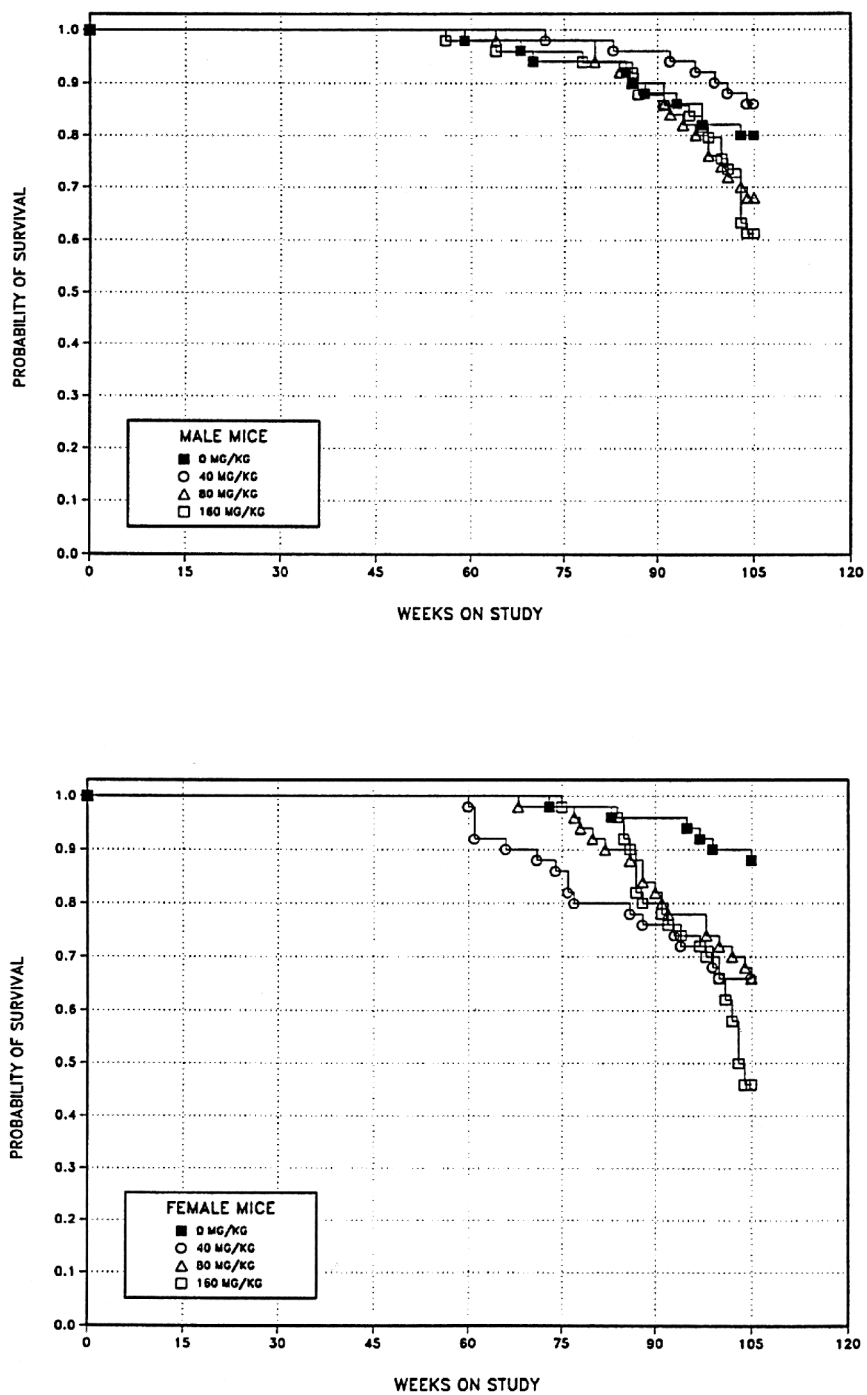 PROBABILITY OF SURVIVAL
1.0
0.9
0.8
0.7
0.6
0.5
0.4
0.3
0.2
0.1
0.0
MALE MICE
0 MG/KG
40 MG/KG
80 MG/KG
160 MG/KG
0 15 30 45 60 75 90 105 120
WEEKS ON STUDY
PROBABILITY OF SURVIVAL
1.0
0.9
0.8
0.7
0.6
0.5
0.4
0.3
0.2
0.1
0.0
FEMALE MICE
0 MG/KG
40 MG/KG
80 MG/KG
160 MG/KG
0 15 30 45 60 75 90 105 120
WEEKS ON STUDY